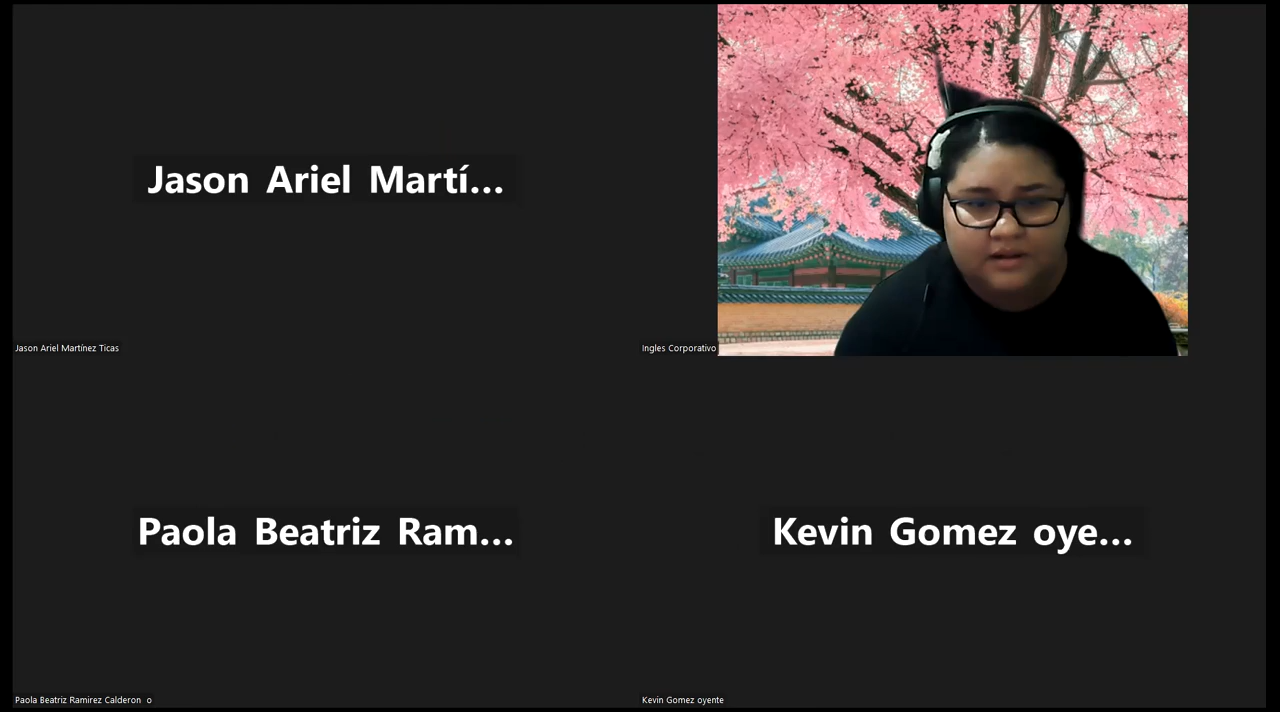 Jason Ariel Martí...
Jason Ariel Martínez Ticas
Ingles Corporativo
Paola Beatriz Ram...
Kevin Gomez oye...
Paola Beatriz Ramirez Calderon o
Kevin Gomez oyente